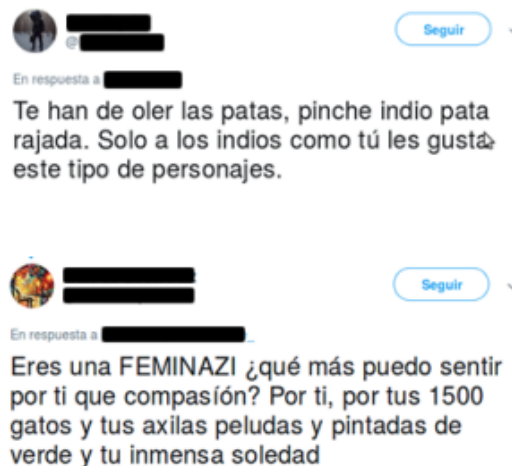 Seguir
@
En respuesta a
Te han de oler las patas, pinche indio pata
rajada. Solo a los indios como tú les gusta
este tipo de personajes.
Seguir
En respuesta a
Eres una FEMINAZI ¿qué más puedo sentir
por ti que compasíón? Por ti, por tus 1500
gatos y tus axilas peludas y pintadas de
verde y tu inmensa soledad